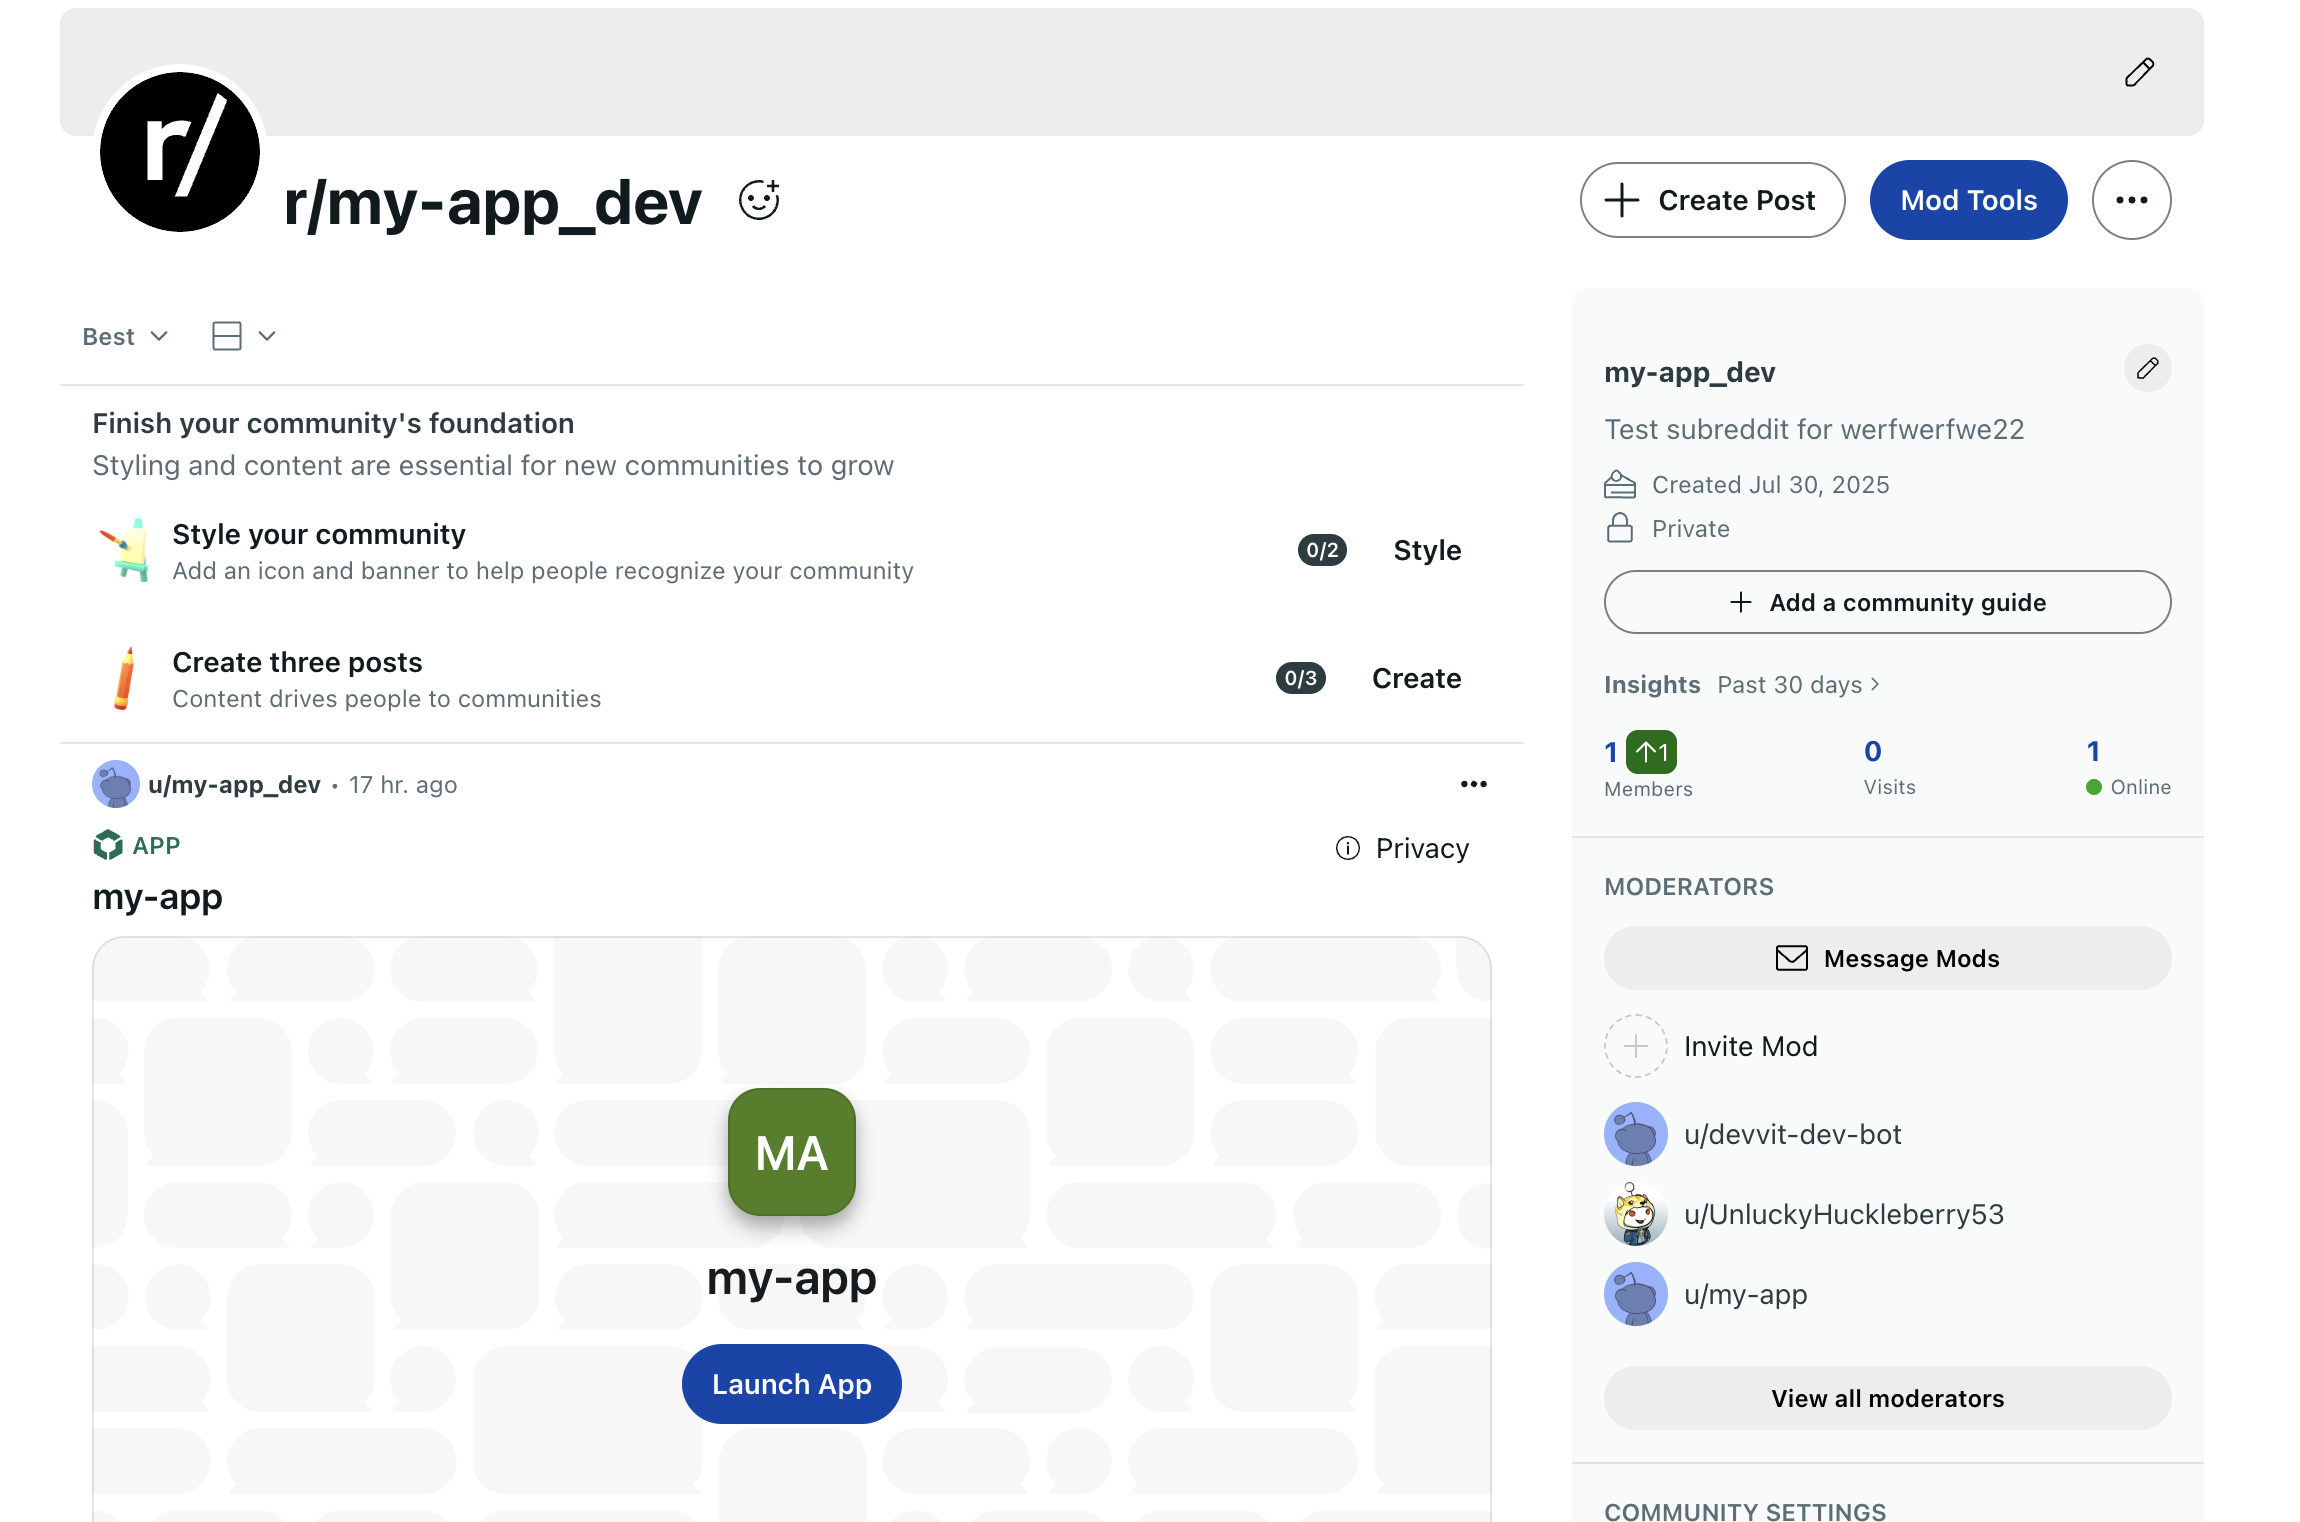 r/
r/my-app_dev
Create Post
Mod Tools
Best
Finish your community's foundation
Styling and content are essential for new communities to grow
Style your community
Add an icon and banner to help people recognize your community
0/2
Style
Create three posts
Content drives people to communities
0/3
Create
u/my-app_dev • 17 hr. ago
APP
Privacy
my-app
MA
my-app
Launch App
my-app_dev
Test subreddit for werfwerfwe22
Created Jul 30, 2025
Private
Add a community guide
Insights Past 30 days
1 ↑1
Members
0
Visits
1
Online
MODERATORS
Message Mods
Invite Mod
u/devvit-dev-bot
u/UnluckyHuckleberry53
u/my-app
View all moderators
COMMUNITY SETTINGS